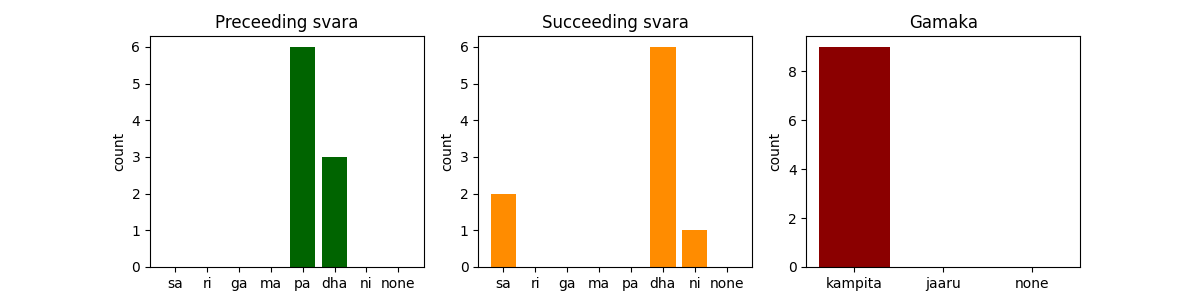 Preceeding svara
Succeeding svara
Gamaka
count
6
5
4
3
2
1
0
sa ri ga ma pa dha ni none
count
6
5
4
3
2
1
0
sa ri ga ma pa dha ni none
count
8
6
4
2
0
kampita jaaru none